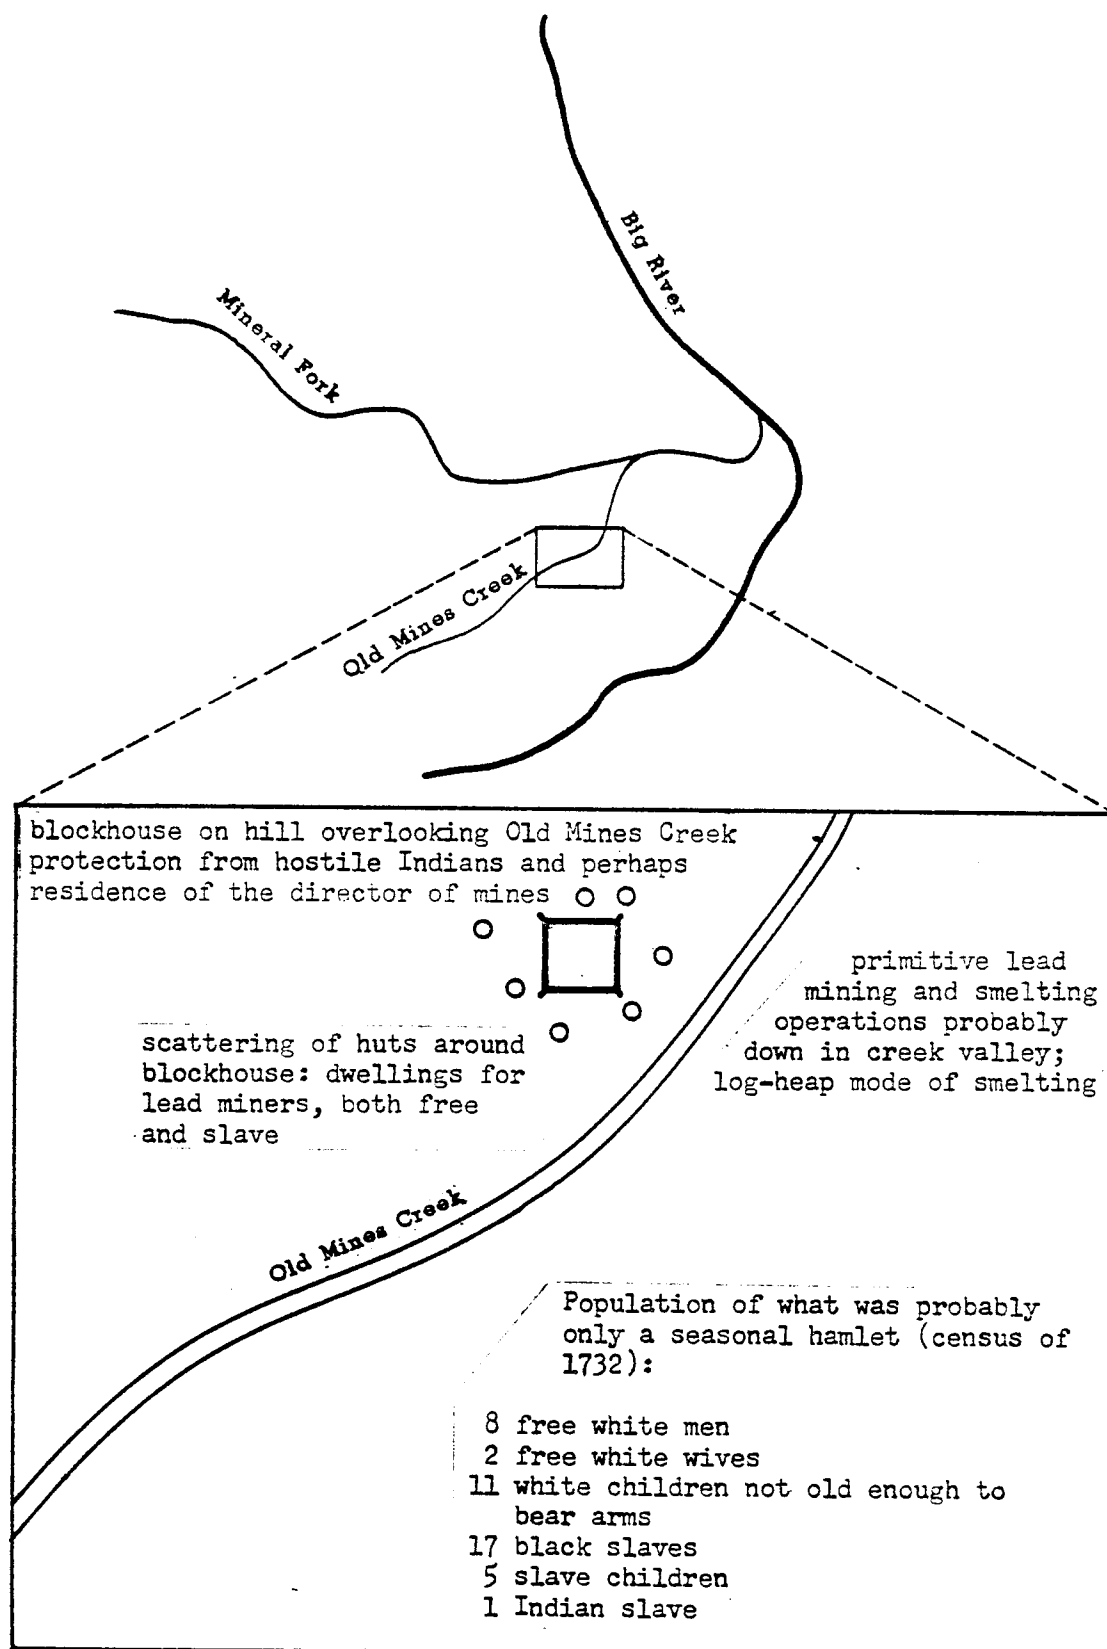 Big River
Mineral Fork
Old Mines Creek
blockhouse on hill overlooking Old Mines Creek
protection from hostile Indians and perhaps
residence of the director of mines
primitive lead
mining and smelting
operations probably
down in creek valley;
log-heap mode of smelting
scattering of huts around
blockhouse: dwellings for
lead miners, both free
and slave
Old Mines Creek
Population of what was probably
only a seasonal hamlet (census of
1732):
8 free white men
2 free white wives
11 white children not old enough to
bear arms
17 black slaves
5 slave children
1 Indian slave